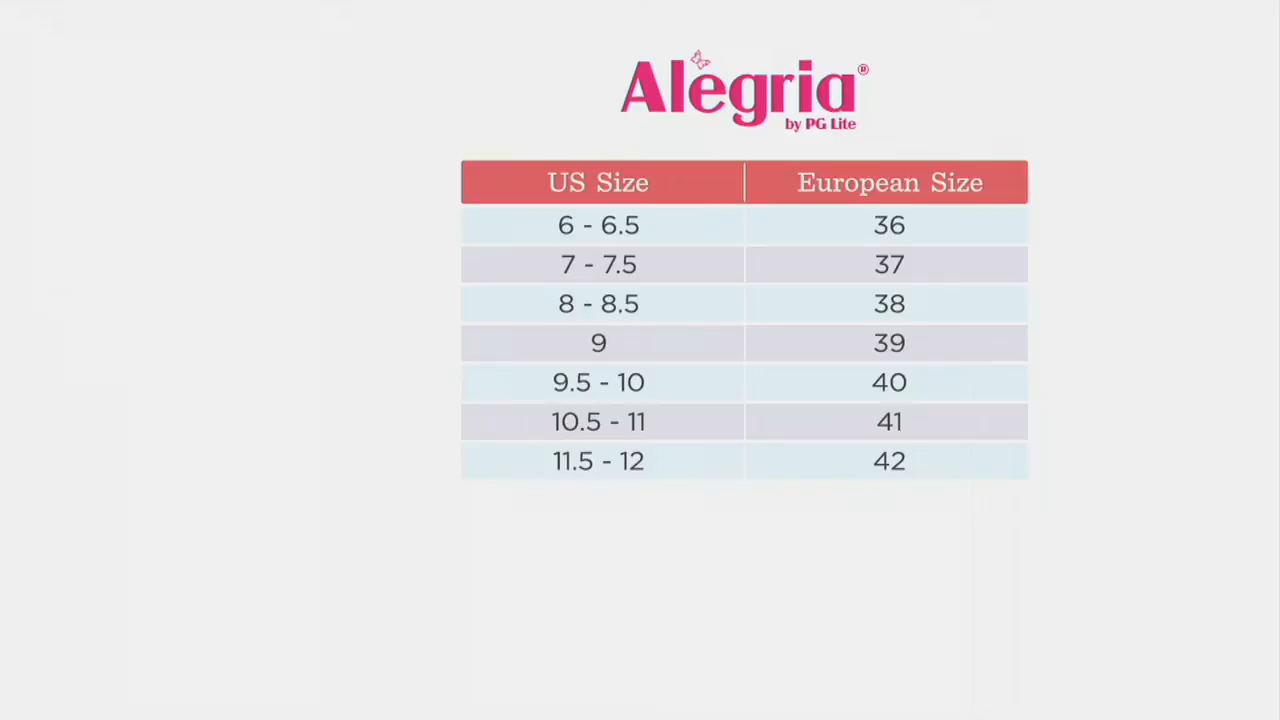 Alegria®
by PG Lite
US Size European Size
6 - 6.5 36
7 - 7.5 37
8 - 8.5 38
9 39
9.5 - 10 40
10.5 - 11 41
11.5 - 12 42